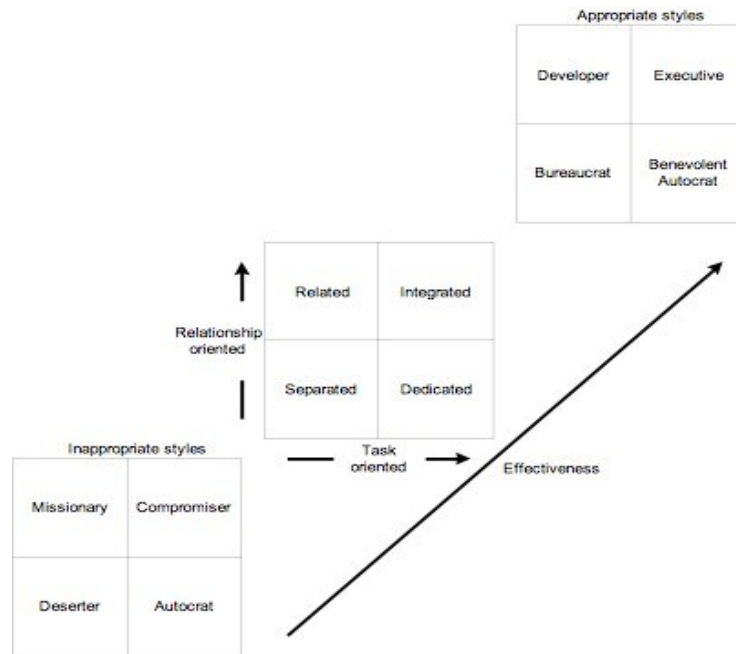 Appropriate styles
Developer
Executive
Bureaucrat
Benevolent
Autocrat
Related
Integrated
Relationship
oriented
Separated
Dedicated
Task
oriented
Effectiveness
Inappropriate styles
Missionary
Compromiser
Deserter
Autocrat